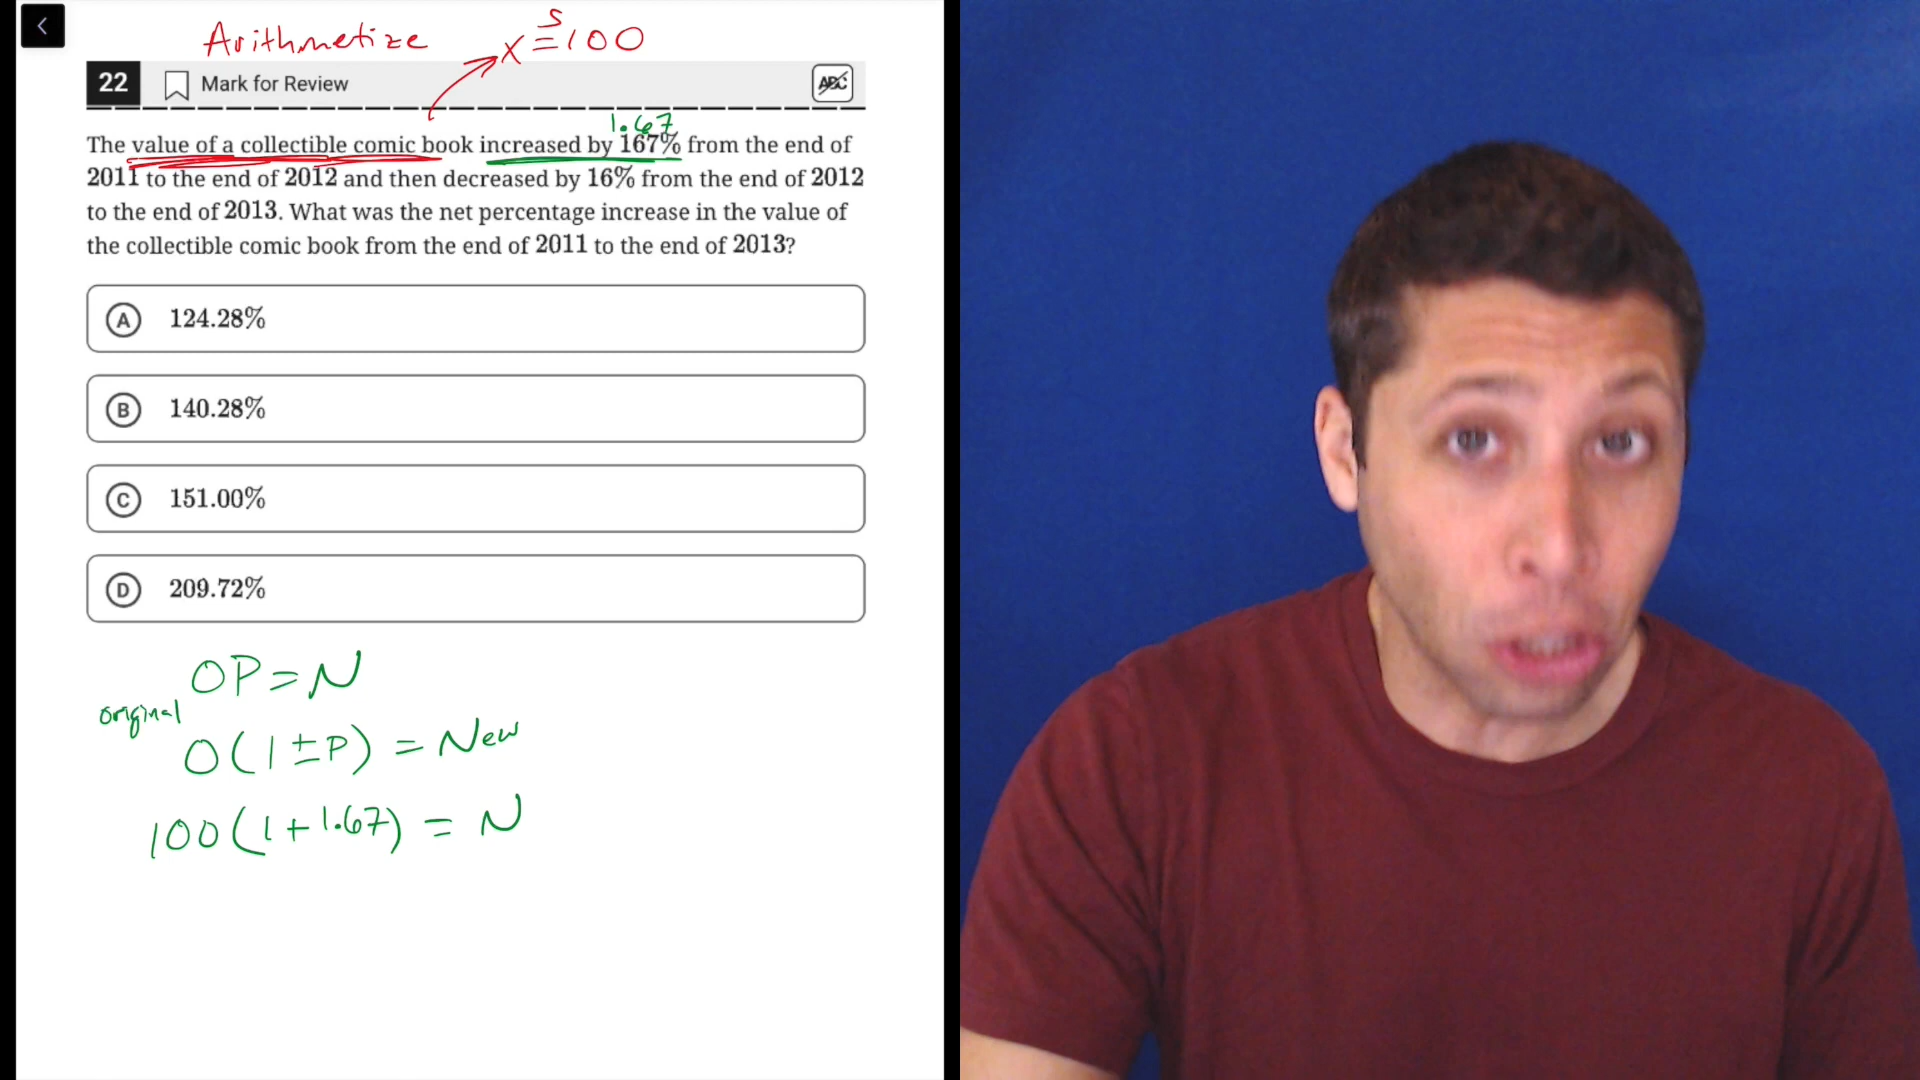 Arithmetize
x = 100
22 Mark for Review ABC
1.67
The value of a collectible comic book increased by 167% from the end of
2011 to the end of 2012 and then decreased by 16% from the end of 2012
to the end of 2013. What was the net percentage increase in the value of
the collectible comic book from the end of 2011 to the end of 2013?
A 124.28%
B 140.28%
C 151.00%
D 209.72%
OP = N
original
O(1 ± P) = New
100(1 + 1.67) = N